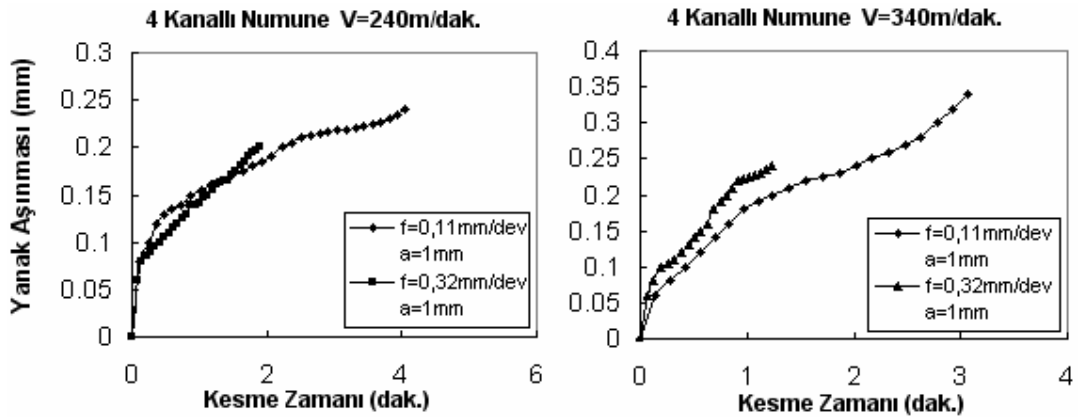 4 Kanallı Numune V=240m/dak.
Yanak Aşınması (mm)
0.3
0.25
0.2
0.15
0.1
0.05
0
0 2 4 6
Kesme Zamanı (dak.)
f=0,11mm/dev
a=1mm
f=0,32mm/dev
a=1mm
4 Kanallı Numune V=340m/dak.
0.4
0.35
0.3
0.25
0.2
0.15
0.1
0.05
0
0 1 2 3 4
Kesme Zamanı (dak.)
f=0,11mm/dev
a=1mm
f=0,32mm/dev
a=1mm